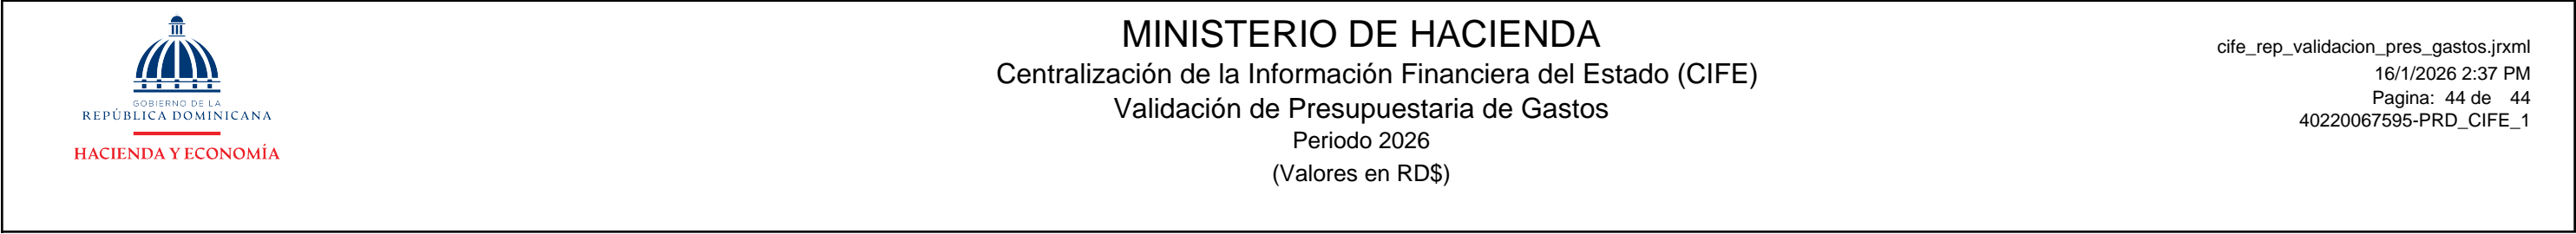 GOBIERNO DE LA
REPÚBLICA DOMINICANA
HACIENDA Y ECONOMÍA
MINISTERIO DE HACIENDA
Centralización de la Información Financiera del Estado (CIFE)
Validación de Presupuestaria de Gastos
Periodo 2026
(Valores en RD$)
cife_rep_validacion_pres_gastos.jrxml
16/1/2026 2:37 PM
Pagina: 44 de 44
40220067595-PRD_CIFE_1